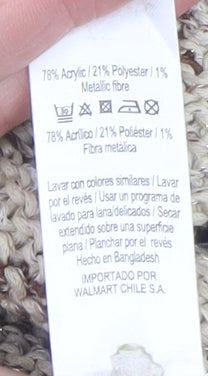 78% Acrylic / 21% Polyester / 1%
Metallic fibre
78% Acrílico / 21% Poliéster / 1%
Fibra metálica
Lavar con colores similares / Lavar
por el revés / Usar un programa de
lavado para lana/delicados / Secar
extendido sobre una superficie
plana / Planchar por el revés
Hecho en Bangladesh
IMPORTADO POR
WALMART CHILE S.A.